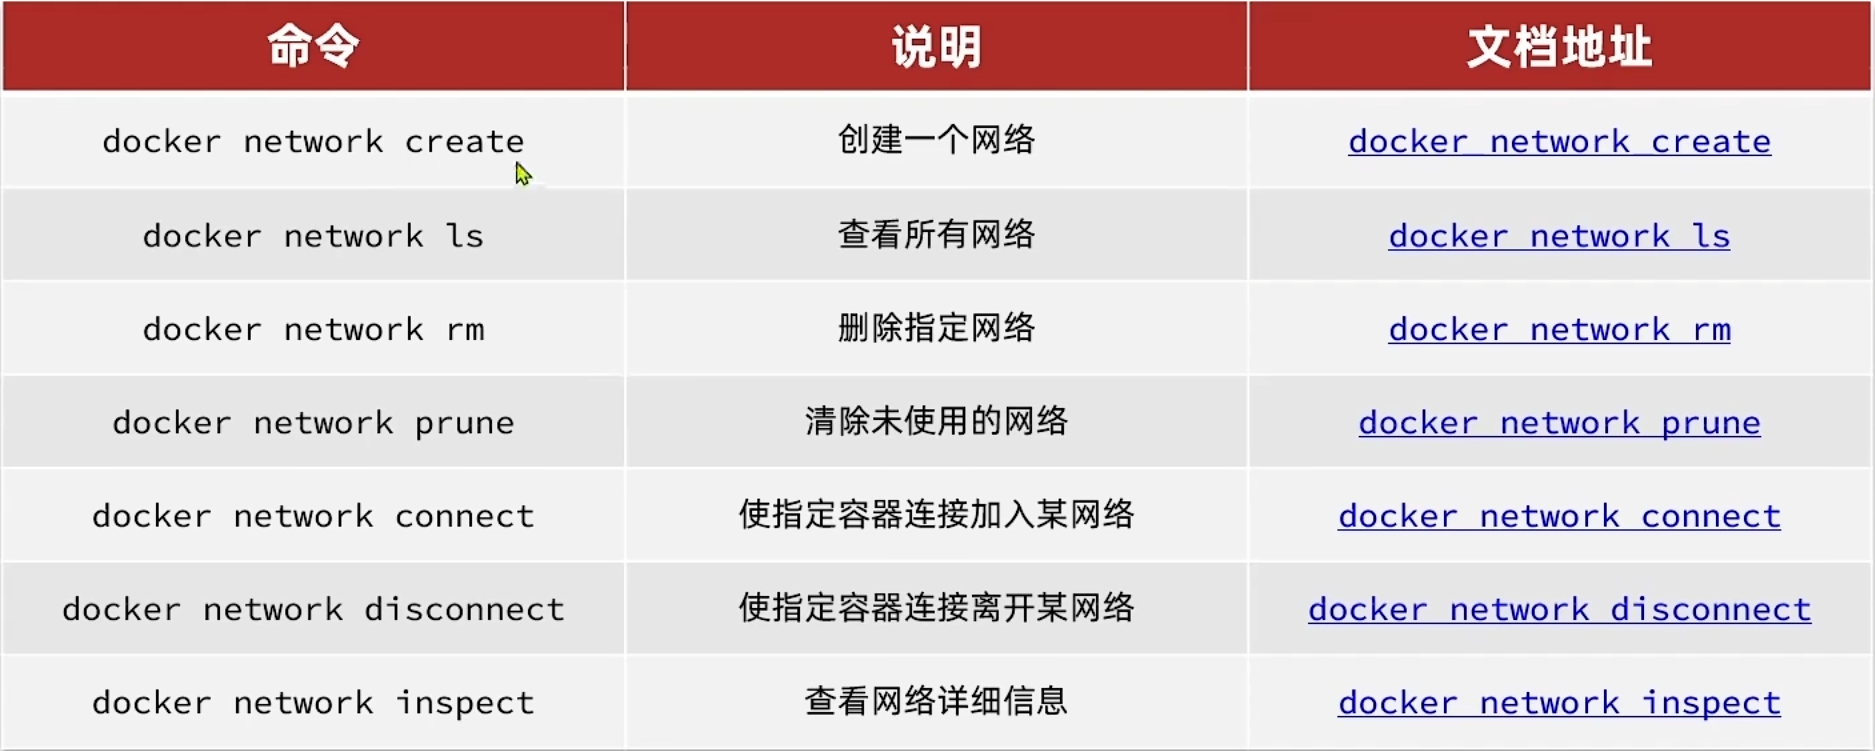 命令 说明 文档地址
docker network create 创建一个网络 docker network create
docker network ls 查看所有网络 docker network ls
docker network rm 删除指定网络 docker network rm
docker network prune 清除未使用的网络 docker network prune
docker network connect 使指定容器连接加入某网络 docker network connect
docker network disconnect 使指定容器连接离开某网络 docker network disconnect
docker network inspect 查看网络详细信息 docker network inspect